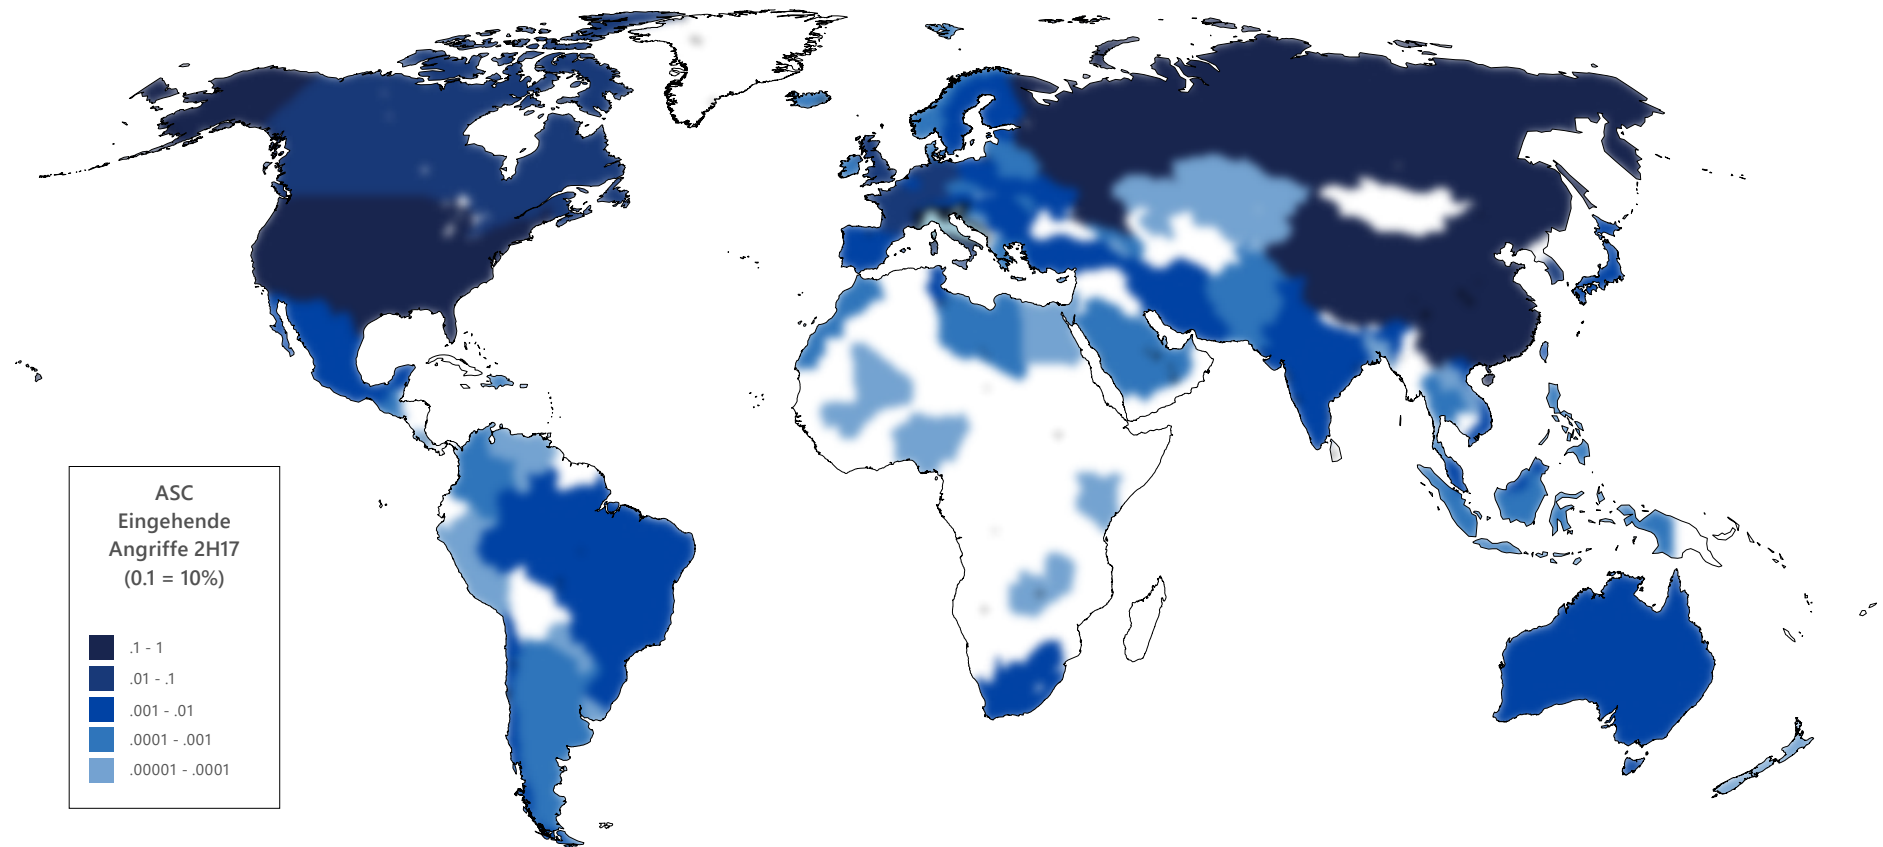 ASC
Eingehende
Angriffe 2H17
(0.1 = 10%)
.1 - 1
.01 - .1
.001 - .01
.0001 - .001
.00001 - .0001